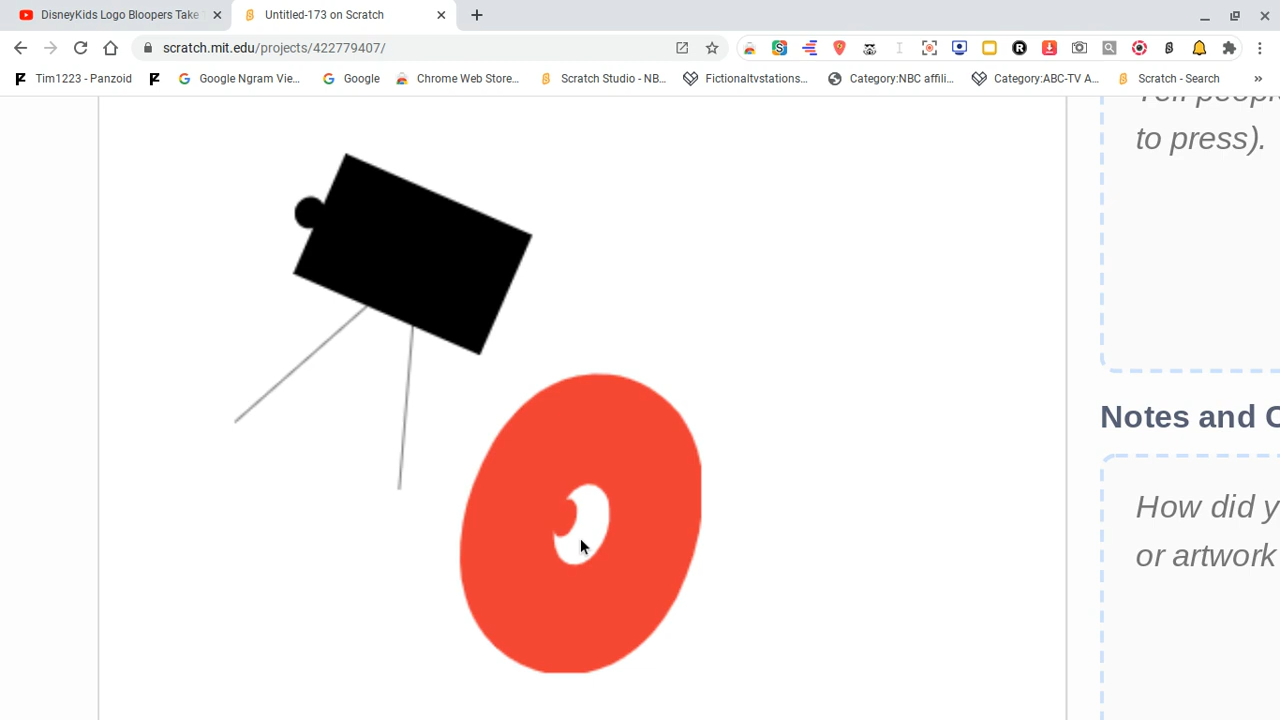 DisneyKids Logo Bloopers Take
Untitled-173 on Scratch
scratch.mit.edu/projects/422779407/
Tim1223 - Panzoid
Google Ngram Vie...
Google
Chrome Web Store...
Scratch Studio - NB...
Fictionaltvstations...
Category:NBC affili...
Category:ABC-TV A...
Scratch - Search
»
to press).
Notes and C
How did y
or artwork